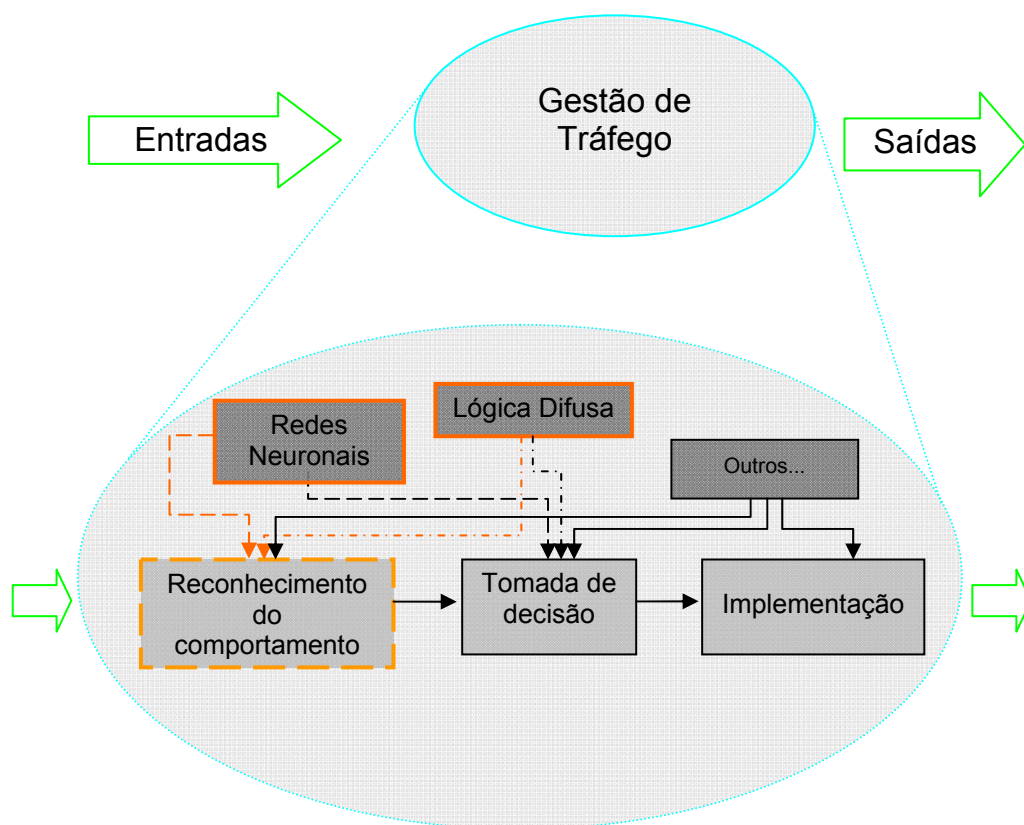 Gestão de
Tráfego
Entradas
Saídas
Redes
Neuronais
Lógica Difusa
Outros...
Reconhecimento
do
comportamento
Tomada de
decisão
Implementação